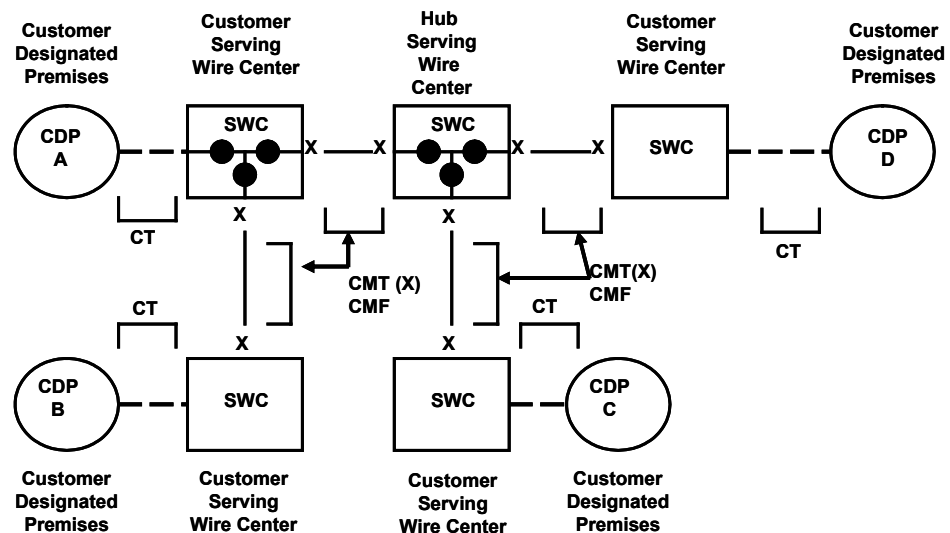 Customer
Designated
Premises
Customer
Serving
Wire Center
Hub
Serving
Wire
Center
Customer
Serving
Wire Center
Customer
Designated
Premises
CDP
A
SWC
X
X
SWC
X
X
SWC
CDP
D
CT
X
X
CT
CMT (X)
CMF
CMT(X)
CMF
CT
CT
X
X
CDP
B
SWC
SWC
CDP
C
Customer
Designated
Premises
Customer
Serving
Wire Center
Customer
Serving
Wire Center
Customer
Designated
Premises